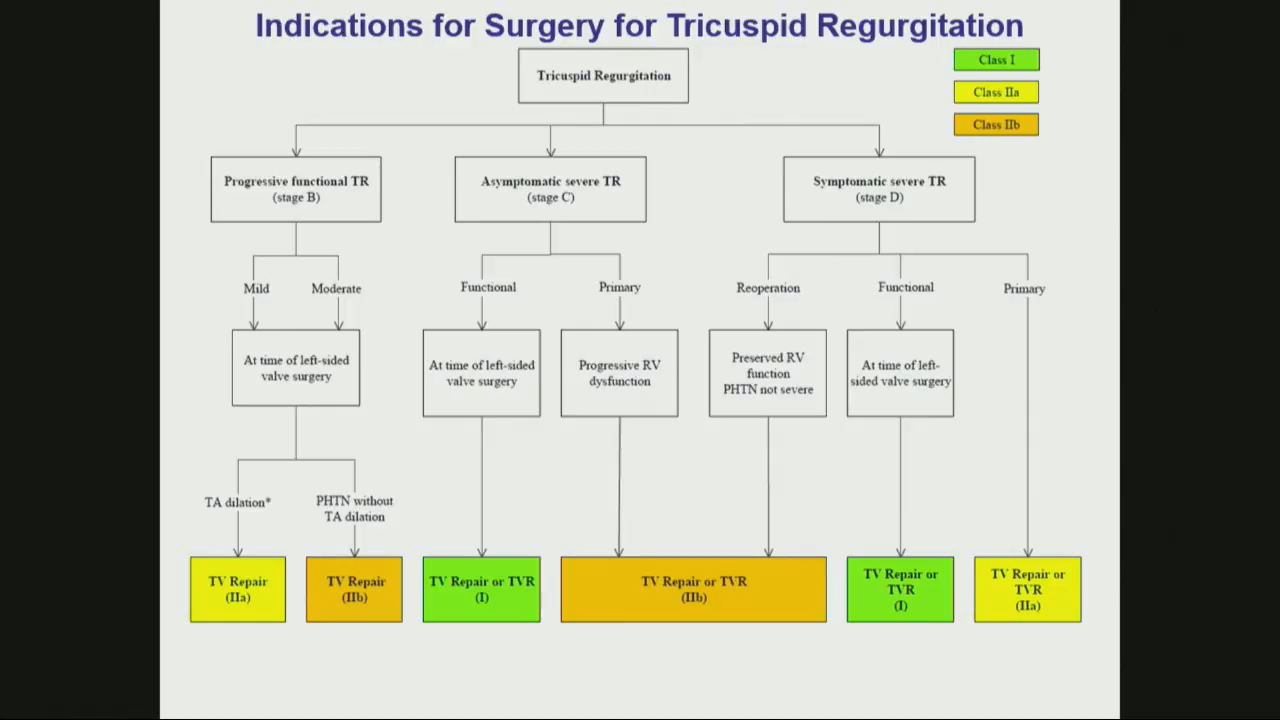 Indications for Surgery for Tricuspid Regurgitation
Tricuspid Regurgitation
Class I
Class IIa
Class IIb
Progressive functional TR
(stage B)
Asymptomatic severe TR
(stage C)
Symptomatic severe TR
(stage D)
Mild
Moderate
Functional
Primary
Reoperation
Functional
Primary
At time of left-sided
valve surgery
At time of left-sided
valve surgery
Progressive RV
dysfunction
Preserved RV
function
PHTN not severe
At time of left-
sided valve surgery
TA dilation*
PHTN without
TA dilation
TV Repair
(IIa)
TV Repair
(IIb)
TV Repair or TVR
(I)
TV Repair or TVR
(IIb)
TV Repair or
TVR
(I)
TV Repair or
TVR
(IIa)